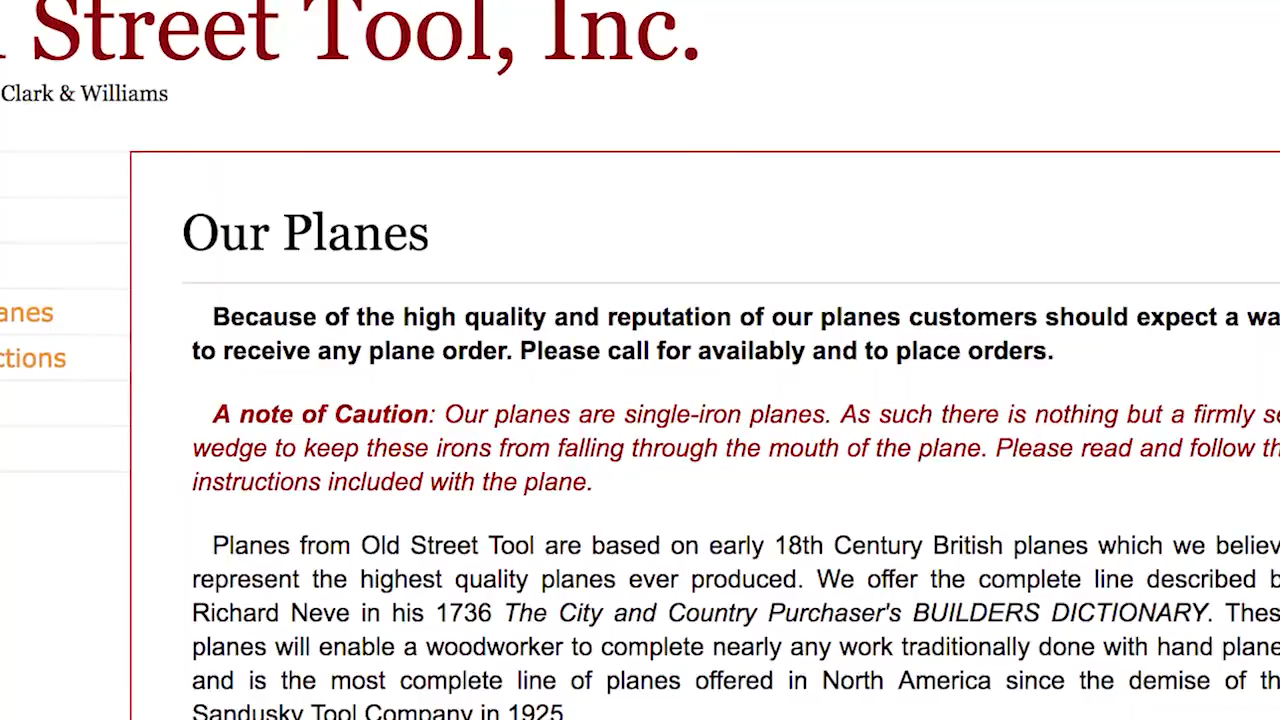 Street Tool, Inc.
Clark & Williams
Our Planes
Because of the high quality and reputation of our planes customers should expect a
to receive any plane order. Please call for availably and to place orders.
anes
ctions
A note of Caution: Our planes are single-iron planes. As such there is nothing but a firmly
wedge to keep these irons from falling through the mouth of the plane. Please read and follow
instructions included with the plane.
Planes from Old Street Tool are based on early 18th Century British planes which we believ
represent the highest quality planes ever produced. We offer the complete line described
Richard Neve in his 1736 The City and Country Purchaser's BUILDERS DICTIONARY. Thes
planes will enable a woodworker to complete nearly any work traditionally done with hand plane
and is the most complete line of planes offered in North America since the demise of
Sandusky Tool Company in 1925